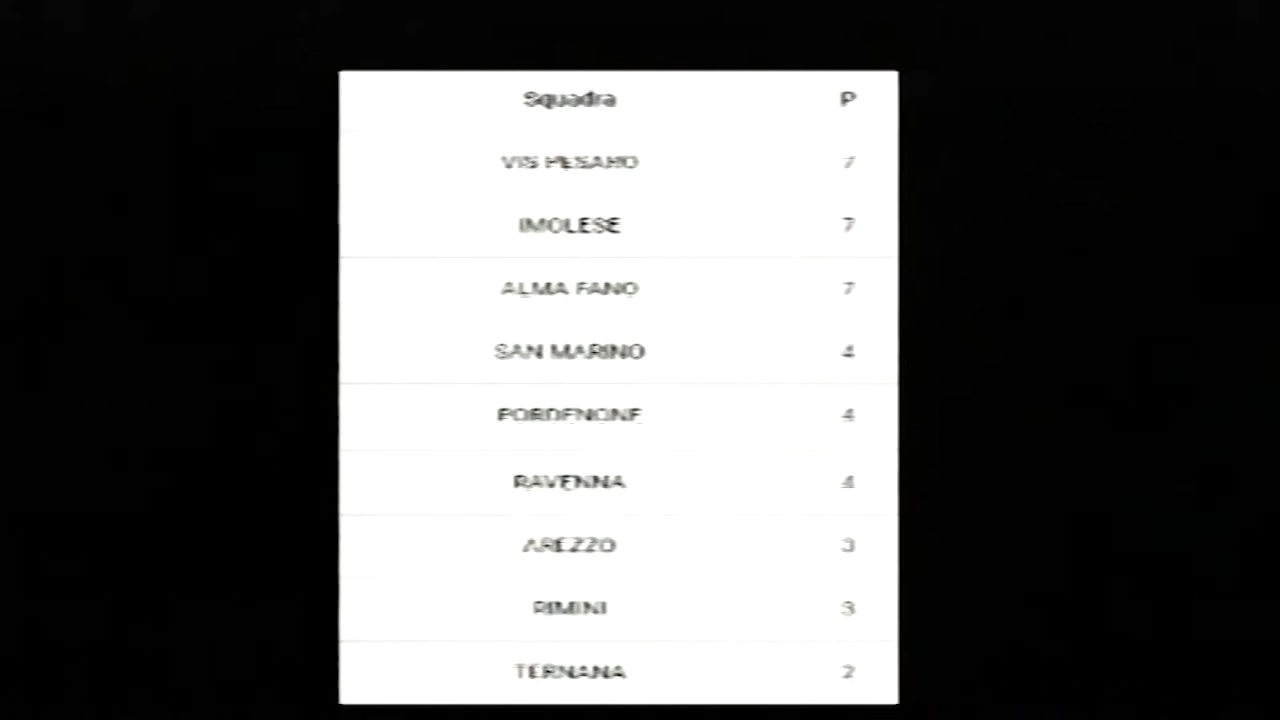 Squadra P
VIS PESARO 7
IMOLESE 7
ALMA FANO 7
SAN MARINO 4
PORDENONE 4
RAVENNA 4
AREZZO 3
RIMINI 3
TERNANA 2